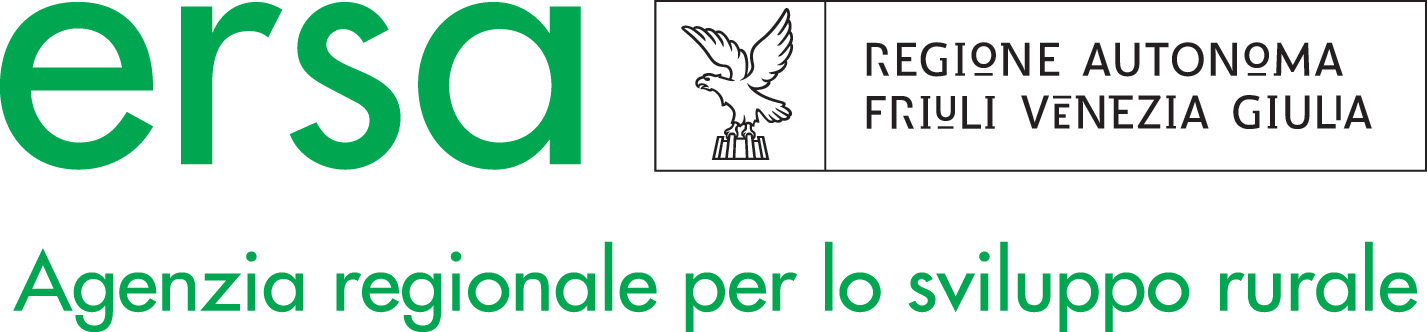 ersa
REGIONE AUTONOMA
FRIULI VENEZIA GIULIA
Agenzia regionale per lo sviluppo rurale